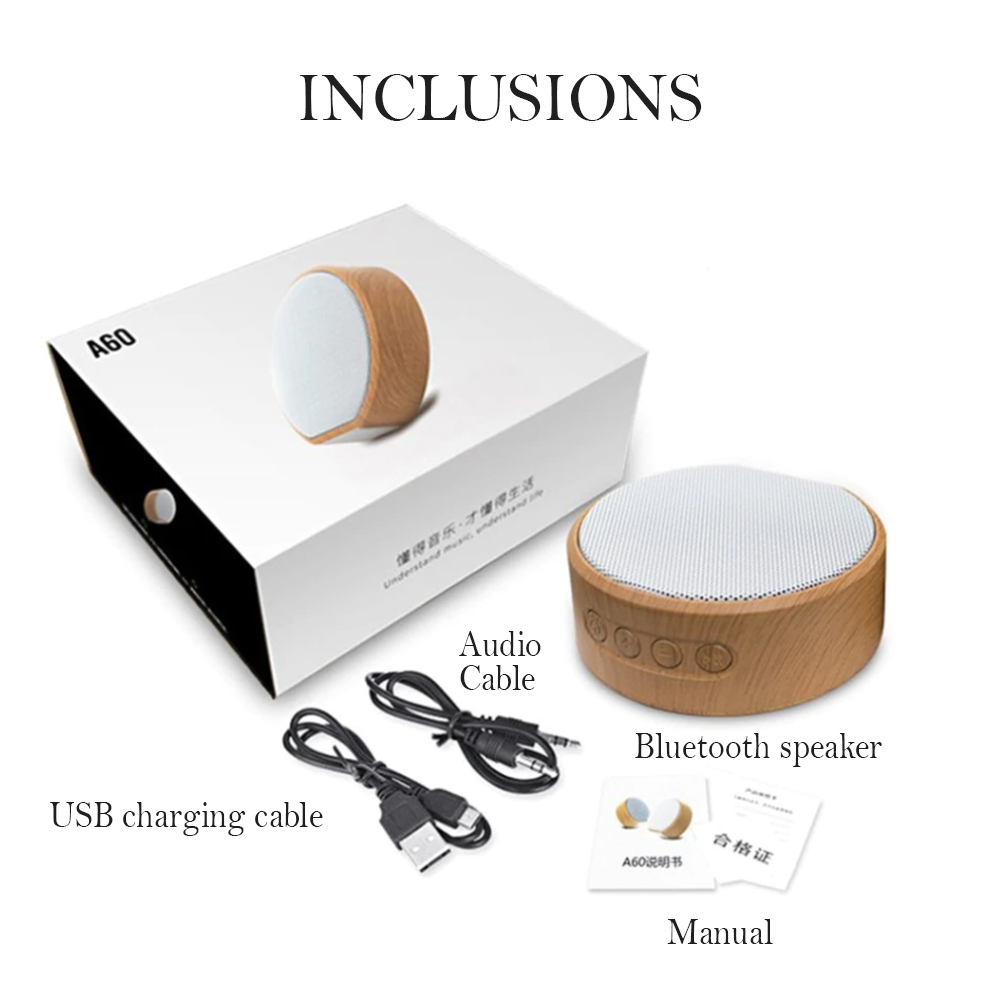 INCLUSIONS
A60
懂得音乐·才懂得生活
Understand music, understand life
Audio
Cable
Bluetooth speaker
USB charging cable
A60说明书
合格证
Manual